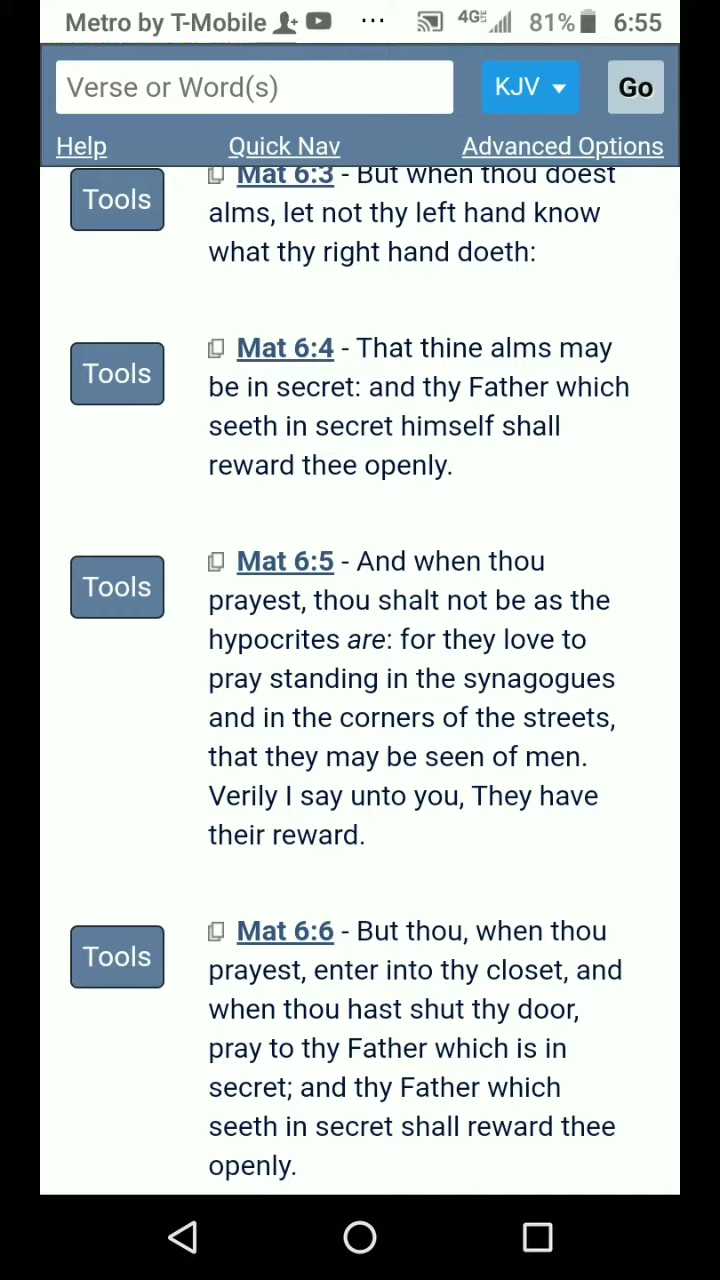 Metro by T-Mobile ... 4G 81% 6:55
Verse or Word(s) KJV Go
Help Quick Nav Advanced Options
Tools Mat 6:3 - But when thou doest
alms, let not thy left hand know
what thy right hand doeth:
Tools Mat 6:4 - That thine alms may
be in secret: and thy Father which
seeth in secret himself shall
reward thee openly.
Tools Mat 6:5 - And when thou
prayest, thou shalt not be as the
hypocrites are: for they love to
pray standing in the synagogues
and in the corners of the streets,
that they may be seen of men.
Verily I say unto you, They have
their reward.
Tools Mat 6:6 - But thou, when thou
prayest, enter into thy closet, and
when thou hast shut thy door,
pray to thy Father which is in
secret; and thy Father which
seeth in secret shall reward thee
openly.